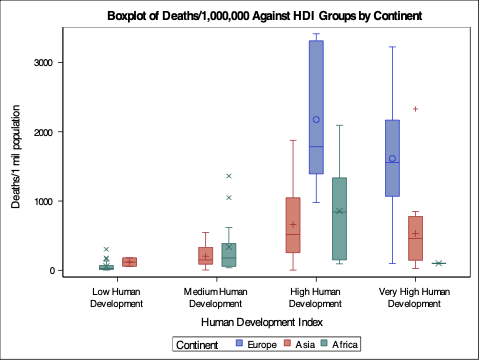 Boxplot of Deaths/1,000,000 Against HDI Groups by Continent
Deaths/1 mil population
3000
2000
1000
0
Low Human
Development
Medium Human
Development
High Human
Development
Very High Human
Development
Human Development Index
Continent Europe Asia Africa